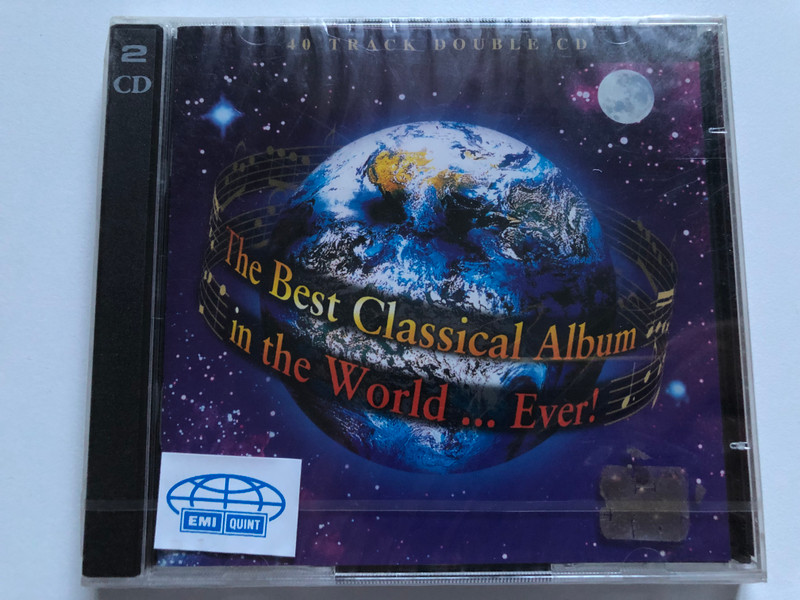 40 TRACK DOUBLE CD
2
CD
The Best Classical Album
in the World ... Ever!
EMI QUINT